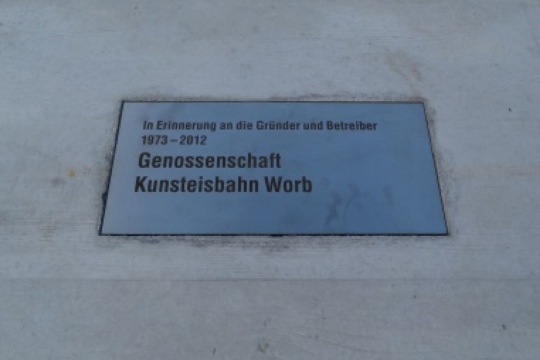 In Erinnerung an die Gründer und Betreiber
1973 – 2012
Genossenschaft
Kunsteisbahn Worb